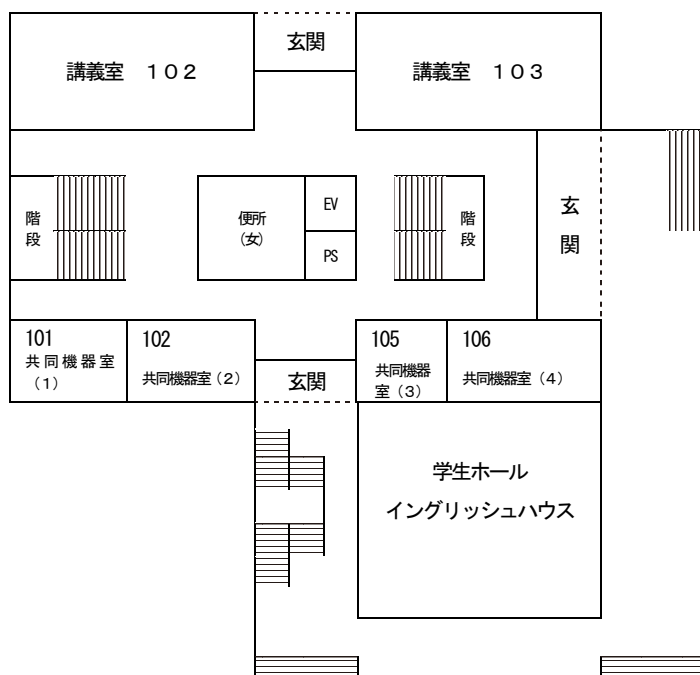 玄関
講義室　１０２
講義室　１０３
階
段
便所
（女）
EV
PS
階
段
玄
関
101
共同機器室
（１）
102
共同機器室（２）
玄関
105
共同機器
室（３）
106
共同機器室（４）
学生ホール
イングリッシュハウス